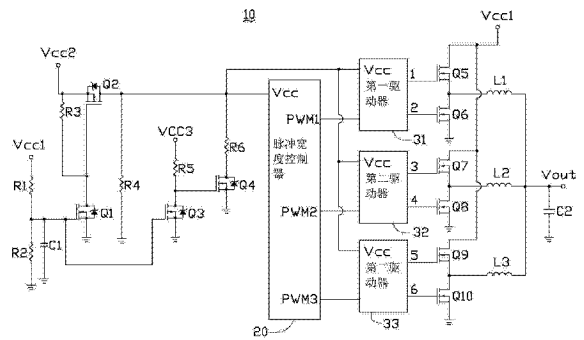 10
Vcc1
Vcc2
Q2
R3
Vcc1
R1
R2
C1
Q1
R4
VCC3
R5
Q3
R6
Q4
Vcc
PWM1
脉冲宽度控制器
PWM2
PWM3
20
Vcc
第一驱动器
31
1
2
Q5
Q6
L1
Vcc
第二驱动器
32
3
4
Q7
Q8
L2
Vout
C2
Vcc
驱动器
33
5
6
Q9
Q10
L3